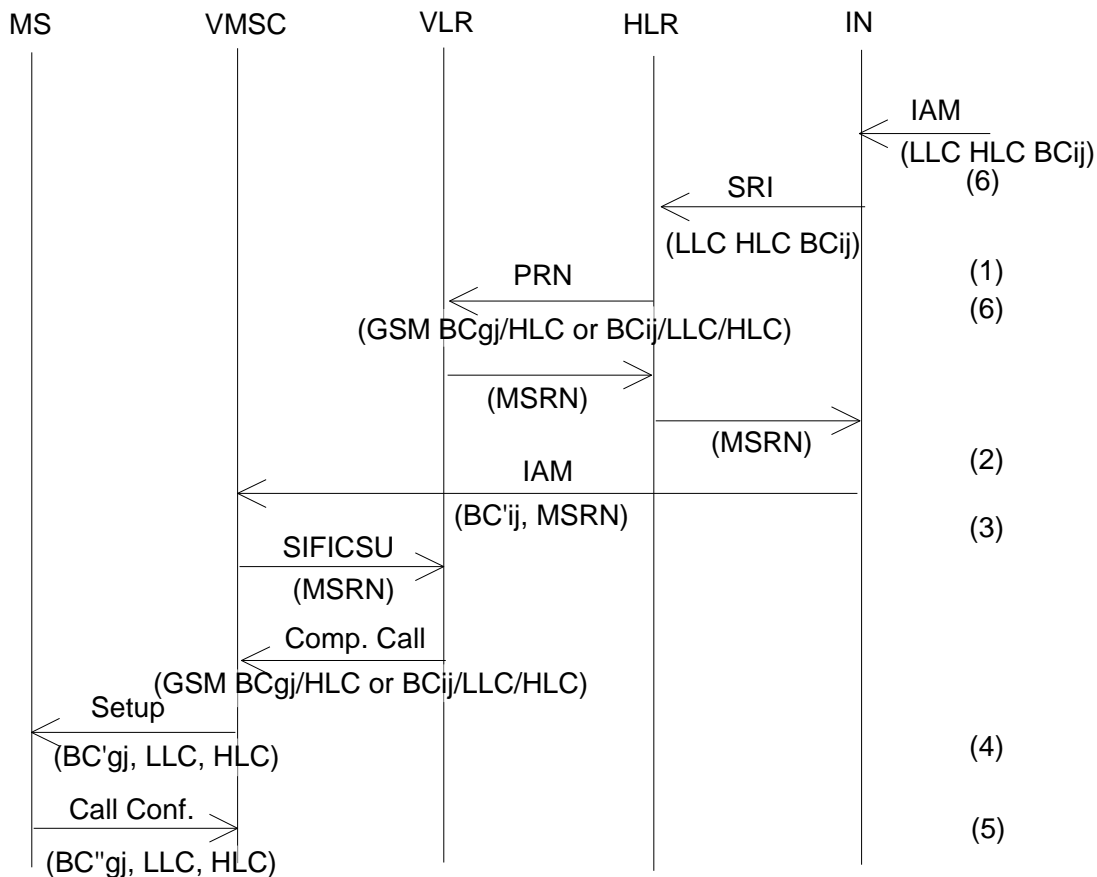 MS VMSC VLR HLR IN
IAM
(LLC HLC BCij)
(6)
SRI
(LLC HLC BCij)
(1)
PRN
(6)
(GSM BCgj/HLC or BCij/LLC/HLC)
(MSRN)
(MSRN)
(2)
IAM
(BC'ij, MSRN)
(3)
SIFICSU
(MSRN)
Comp. Call
(GSM BCgj/HLC or BCij/LLC/HLC)
Setup
(BC'gj, LLC, HLC)
(4)
Call Conf.
(5)
(BC"gj, LLC, HLC)